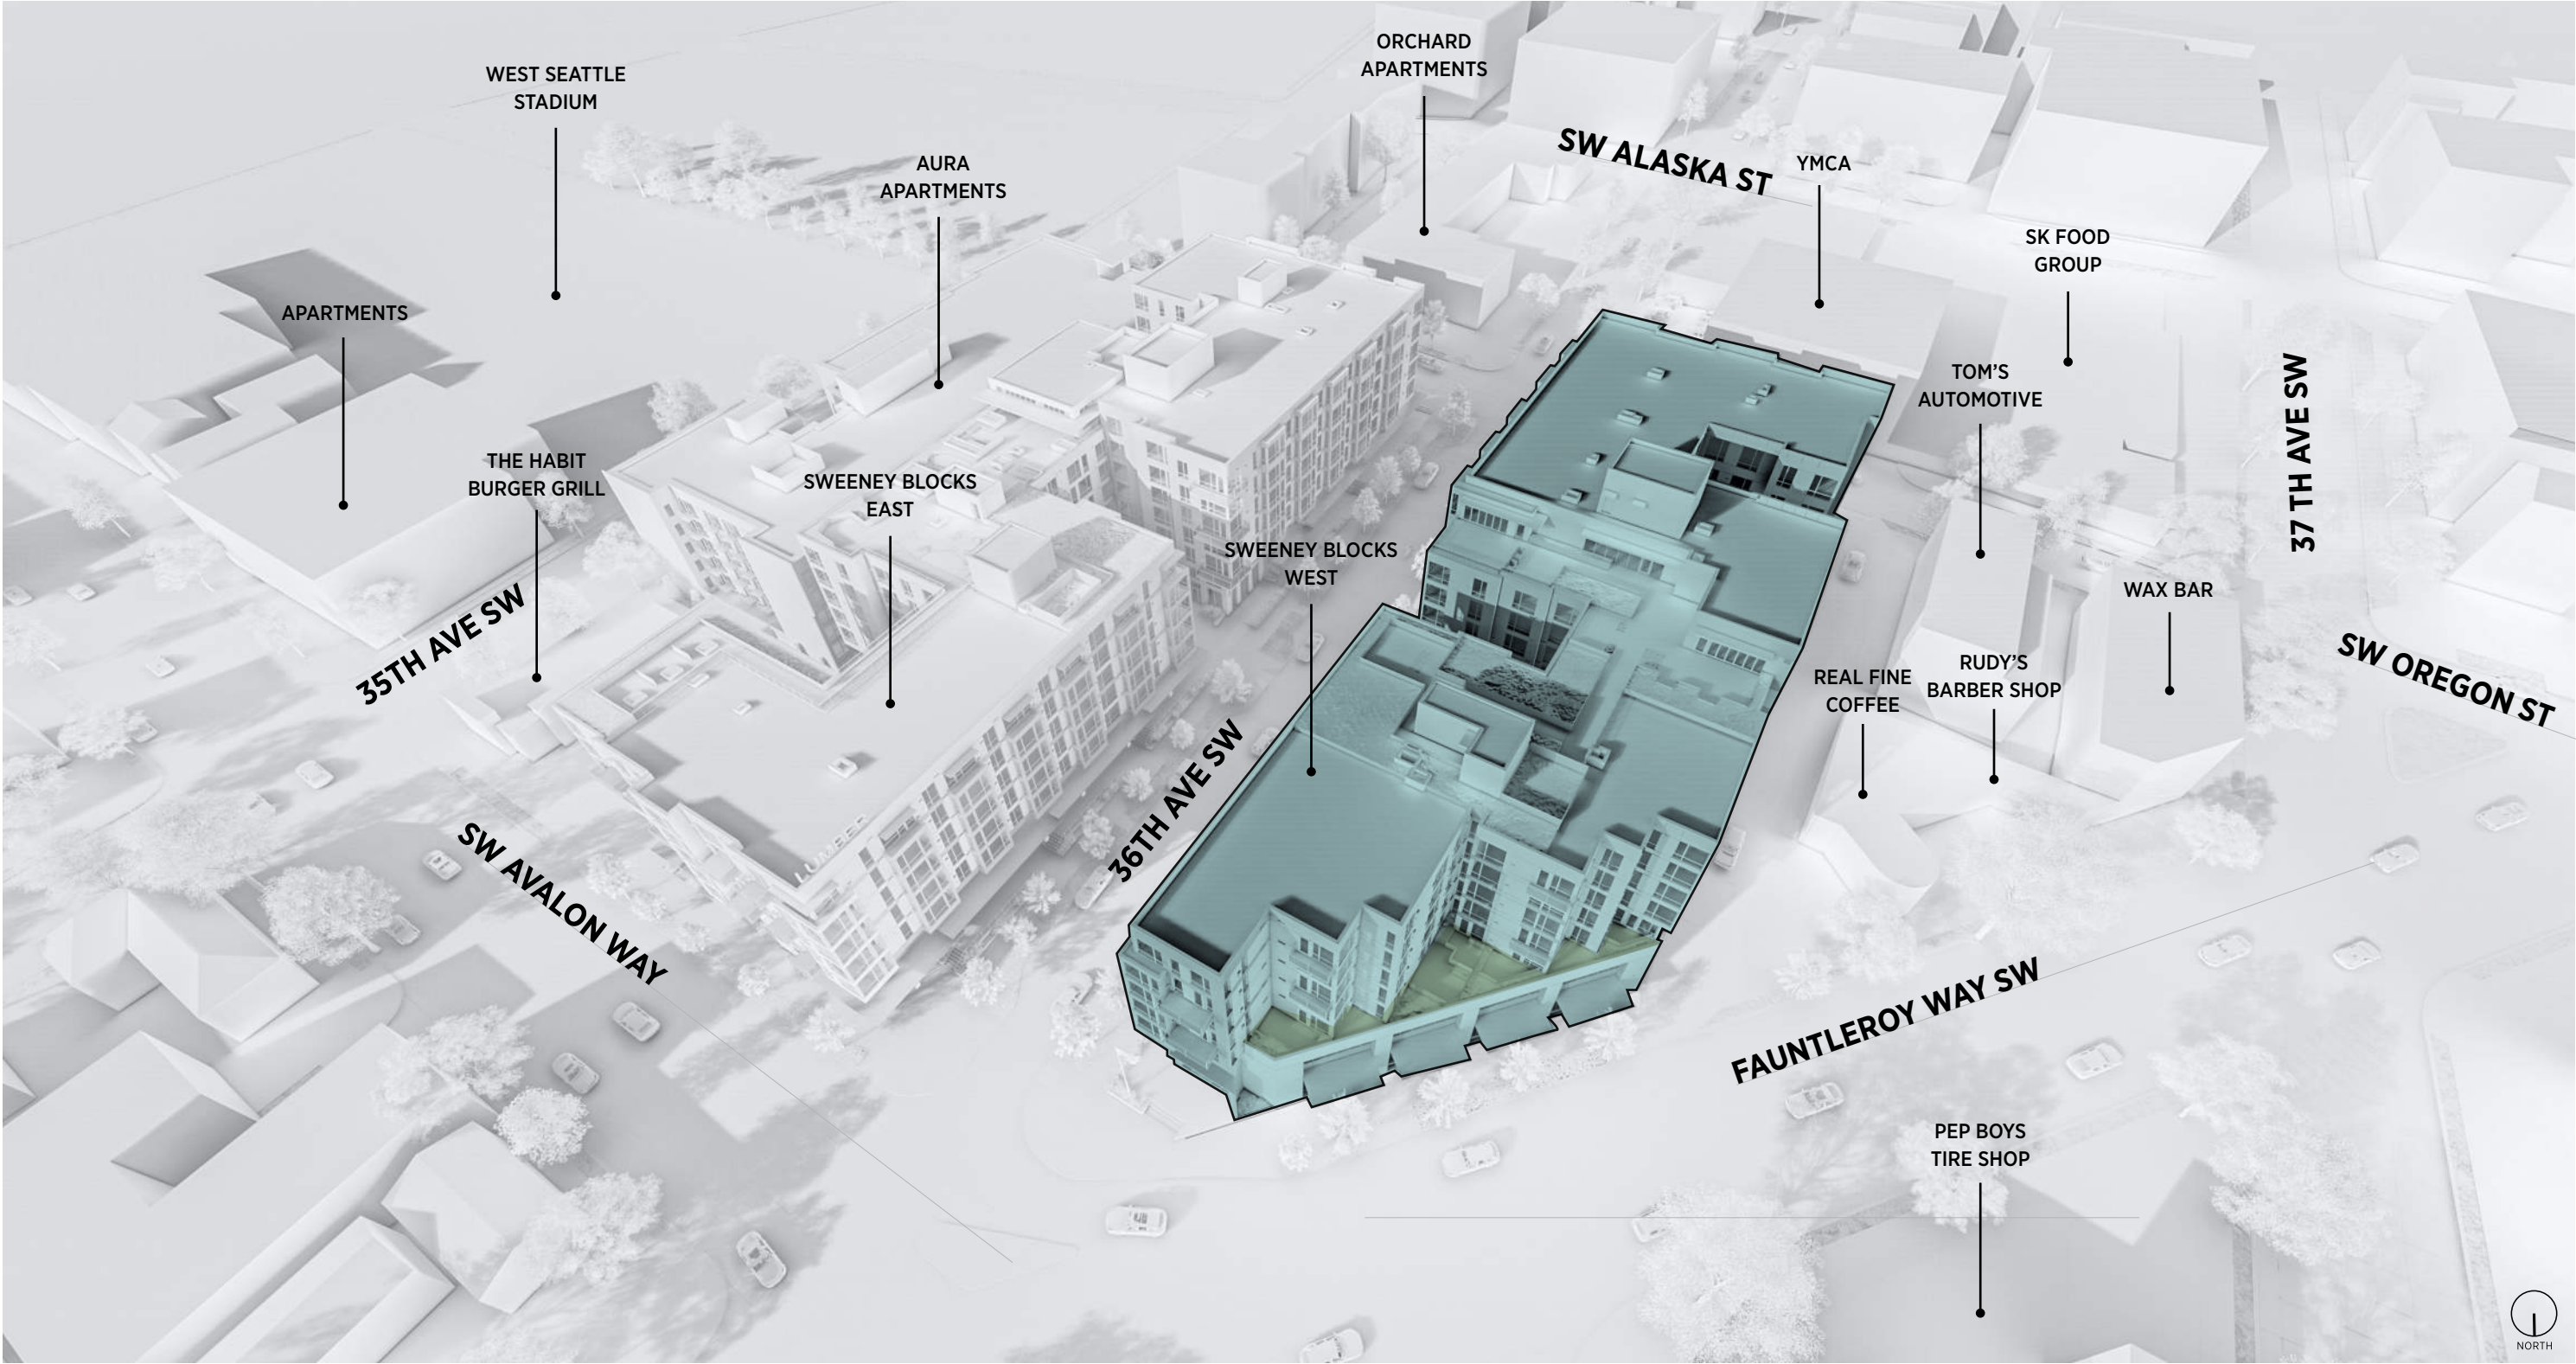 ORCHARD
APARTMENTS
WEST SEATTLE
STADIUM
SW ALASKA ST
YMCA
AURA
APARTMENTS
SK FOOD
GROUP
APARTMENTS
TOM'S
AUTOMOTIVE
37 TH AVE SW
THE HABIT
BURGER GRILL
SWEENEY BLOCKS
EAST
SWEENEY BLOCKS
WEST
WAX BAR
35TH AVE SW
REAL FINE
COFFEE
RUDY'S
BARBER SHOP
SW OREGON ST
36TH AVE SW
SW AVALON WAY
FAUNTLEROY WAY SW
PEP BOYS
TIRE SHOP
NORTH